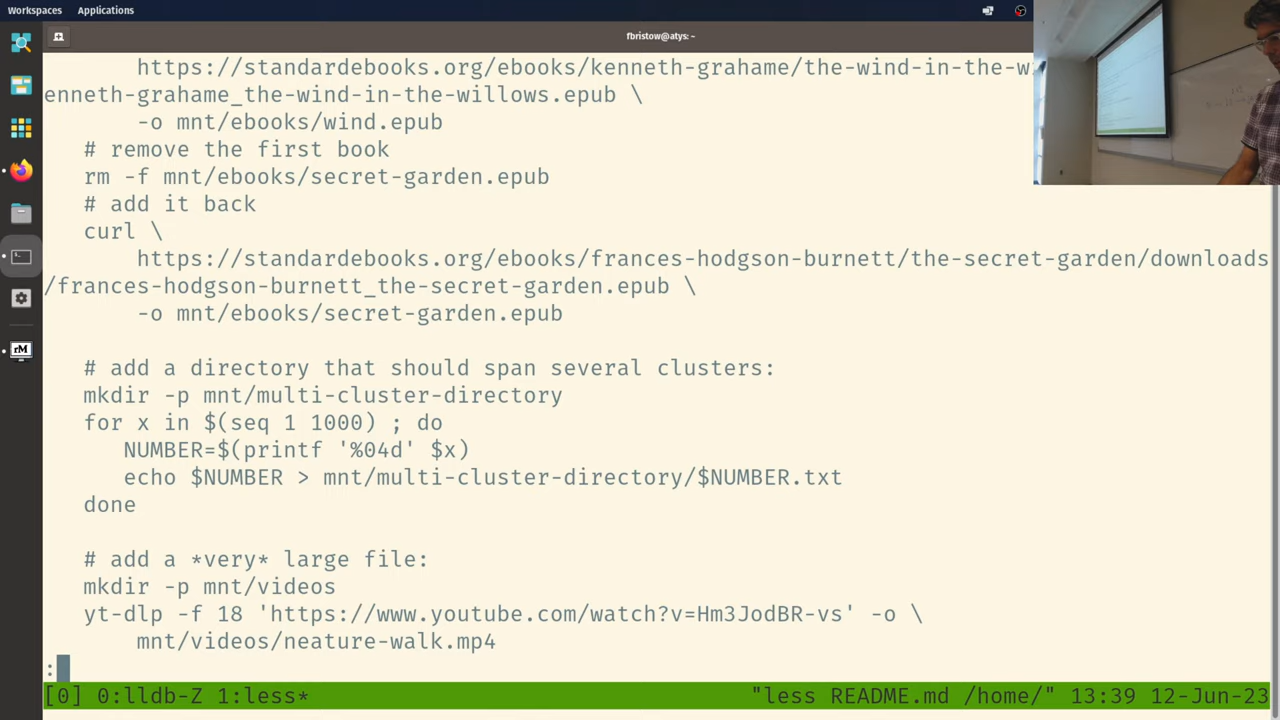 Workspaces Applications
fbristow@atys: ~
https://standardebooks.org/ebooks/kenneth-grahame/the-wind-in-the-w
enneth-grahame_the-wind-in-the-willows.epub \
-o mnt/ebooks/wind.epub
# remove the first book
rm -f mnt/ebooks/secret-garden.epub
# add it back
curl \
https://standardebooks.org/ebooks/frances-hodgson-burnett/the-secret-garden/downloads
/frances-hodgson-burnett_the-secret-garden.epub \
-o mnt/ebooks/secret-garden.epub
# add a directory that should span several clusters:
mkdir -p mnt/multi-cluster-directory
for x in $(seq 1 1000) ; do
NUMBER=$(printf '%04d' $x)
echo $NUMBER > mnt/multi-cluster-directory/$NUMBER.txt
done
# add a *very* large file:
mkdir -p mnt/videos
yt-dlp -f 18 'https://www.youtube.com/watch?v=Hm3JodBR-vs' -o \
mnt/videos/neature-walk.mp4
:
rM
[0] 0:lldb-Z 1:less* "less README.md /home/" 13:39 12-Jun-23